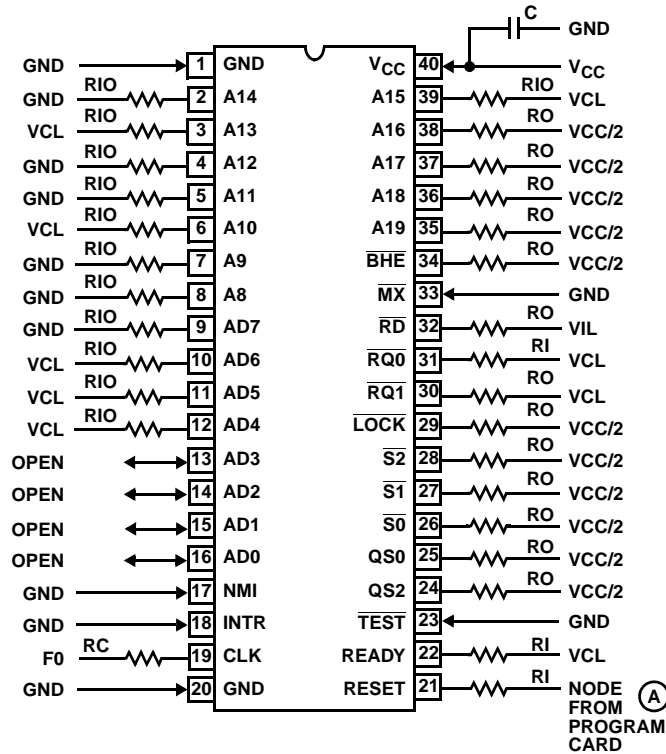 C
GND
GND 1 GND VCC 40 VCC
GND RIO 2 A14 A15 39 RIO VCL
VCL RIO 3 A13 A16 38 RO VCC/2
GND RIO 4 A12 A17 37 RO VCC/2
GND RIO 5 A11 A18 36 RO VCC/2
VCL RIO 6 A10 A19 35 RO VCC/2
GND RIO 7 A9 BHE 34 RO VCC/2
GND RIO 8 A8 MX 33 GND
GND RIO 9 AD7 RD 32 RO VIL
VCL RIO 10 AD6 RQ0 31 RI VCL
VCL RIO 11 AD5 RQ1 30 RO VCL
VCL RIO 12 AD4 LOCK 29 RO VCC/2
OPEN 13 AD3 S2 28 RO VCC/2
OPEN 14 AD2 S1 27 RO VCC/2
OPEN 15 AD1 S0 26 RO VCC/2
OPEN 16 AD0 QS0 25 RO VCC/2
GND 17 NMI QS2 24 RO VCC/2
GND 18 INTR TEST 23 GND
F0 RC 19 CLK READY 22 RI VCL
GND 20 GND RESET 21 RI NODE A
FROM
PROGRAM
CARD